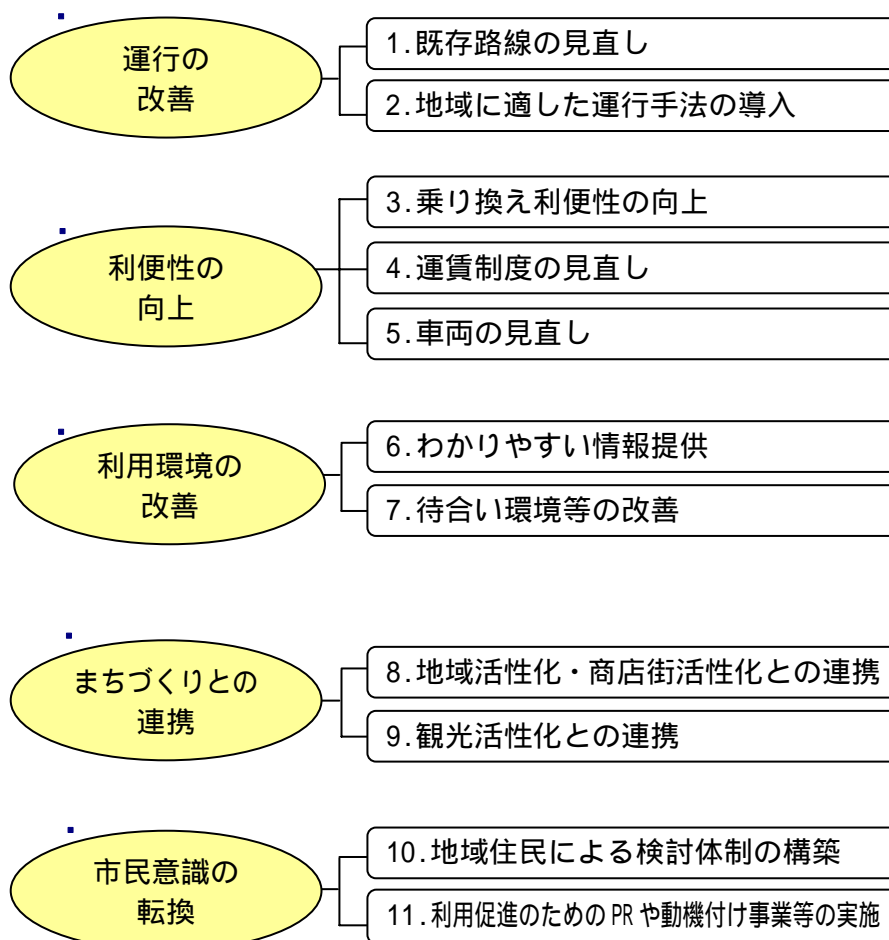 運行の
改善
1.既存路線の見直し
2.地域に適した運行手法の導入
利便性の
向上
3.乗り換え利便性の向上
4.運賃制度の見直し
5.車両の見直し
利用環境の
改善
6.わかりやすい情報提供
7.待合い環境等の改善
まちづくりとの
連携
8.地域活性化・商店街活性化との連携
9.観光活性化との連携
市民意識の
転換
10.地域住民による検討体制の構築
11.利用促進のためのPRや動機付け事業等の実施